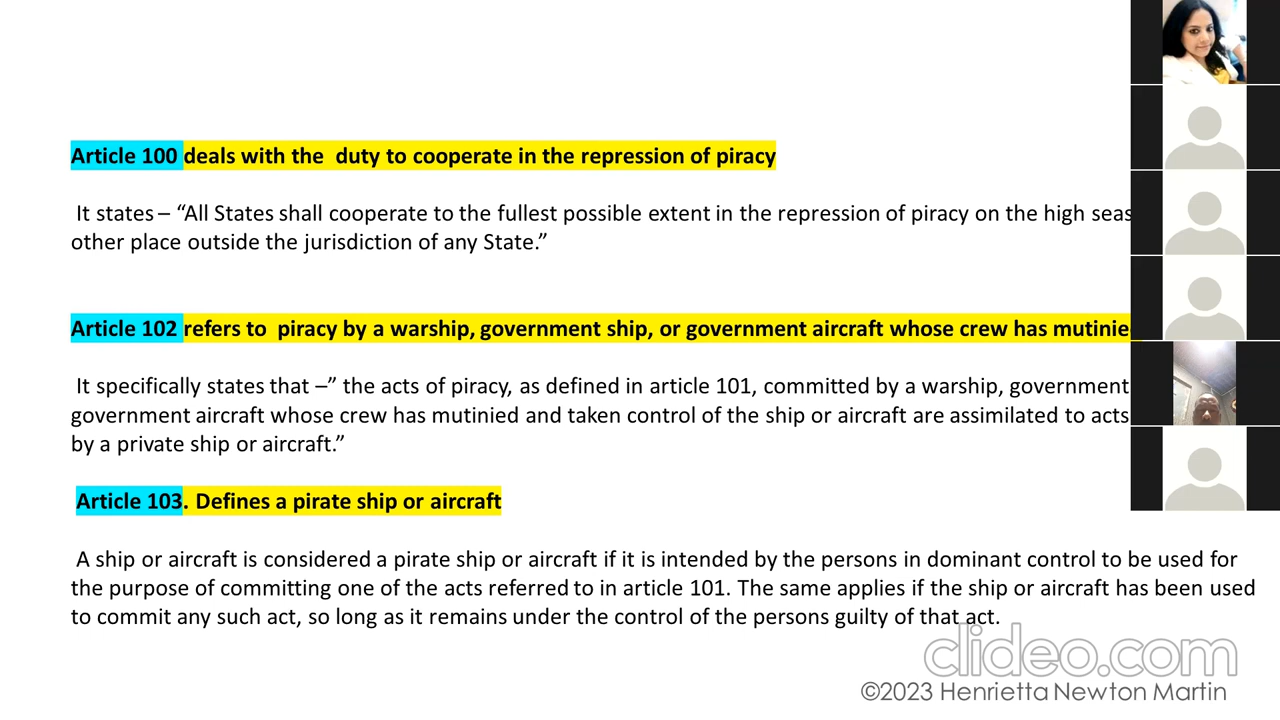 Article 100 deals with the  duty to cooperate in the repression of piracy
It states – “All States shall cooperate to the fullest possible extent in the repression of piracy on the high seas
other place outside the jurisdiction of any State.”
Article 102 refers to  piracy by a warship, government ship, or government aircraft whose crew has mutinie
It specifically states that –” the acts of piracy, as defined in article 101, committed by a warship, government
government aircraft whose crew has mutinied and taken control of the ship or aircraft are assimilated to acts
by a private ship or aircraft.”
Article 103. Defines a pirate ship or aircraft
A ship or aircraft is considered a pirate ship or aircraft if it is intended by the persons in dominant control to be used for
the purpose of committing one of the acts referred to in article 101. The same applies if the ship or aircraft has been used
to commit any such act, so long as it remains under the control of the persons guilty of that act.
clideo.com
©2023 Henrietta Newton Martin